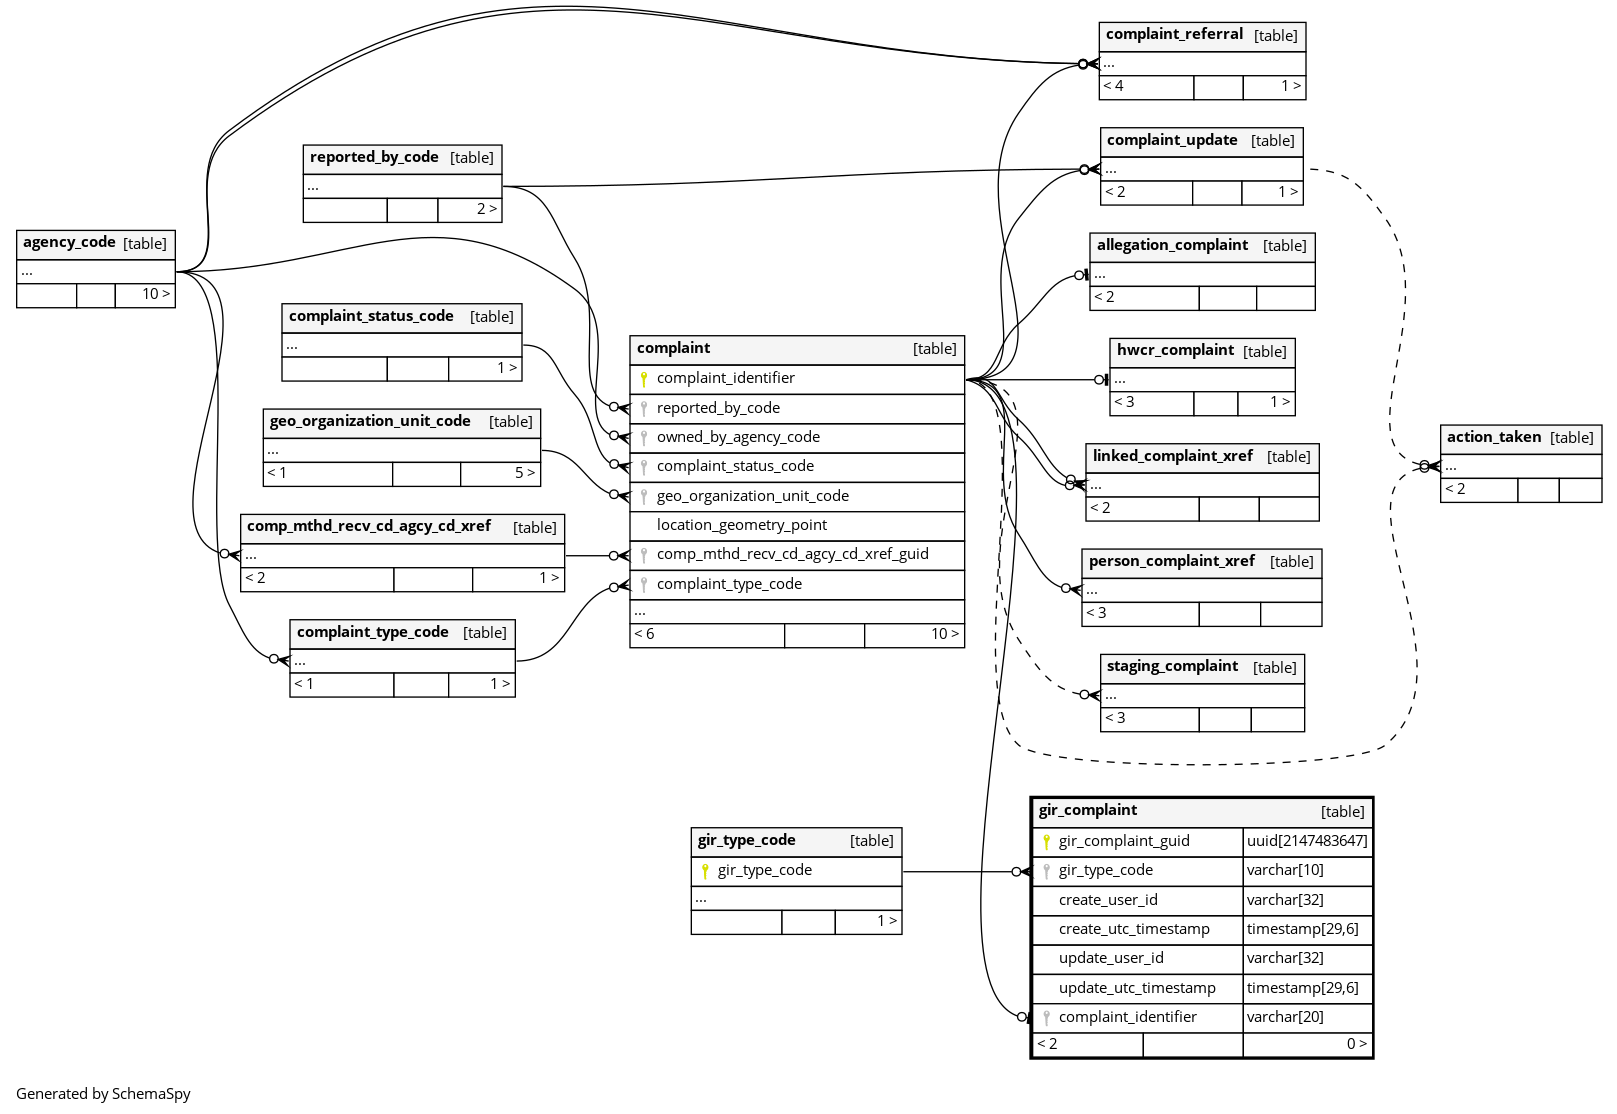 complaint_referral [table]
...
< 4 1 >
complaint_update [table]
...
< 2 1 >
reported_by_code [table]
...
2 >
agency_code [table]
...
10 >
allegation_complaint [table]
...
< 2
complaint_status_code [table]
...
1 >
complaint [table]
complaint_identifier
reported_by_code
owned_by_agency_code
complaint_status_code
geo_organization_unit_code
location_geometry_point
comp_mthd_recv_cd_agcy_cd_xref_guid
complaint_type_code
...
< 6 10 >
hwcr_complaint [table]
...
< 3 1 >
geo_organization_unit_code [table]
...
< 1 5 >
linked_complaint_xref [table]
...
< 2
action_taken [table]
...
< 2
comp_mthd_recv_cd_agcy_cd_xref [table]
...
< 2 1 >
person_complaint_xref [table]
...
< 3
complaint_type_code [table]
...
< 1 1 >
staging_complaint [table]
...
< 3
gir_type_code [table]
gir_type_code
...
1 >
gir_complaint [table]
gir_complaint_guid uuid[2147483647]
gir_type_code varchar[10]
create_user_id varchar[32]
create_utc_timestamp timestamp[29,6]
update_user_id varchar[32]
update_utc_timestamp timestamp[29,6]
complaint_identifier varchar[20]
< 2 0 >
Generated by SchemaSpy